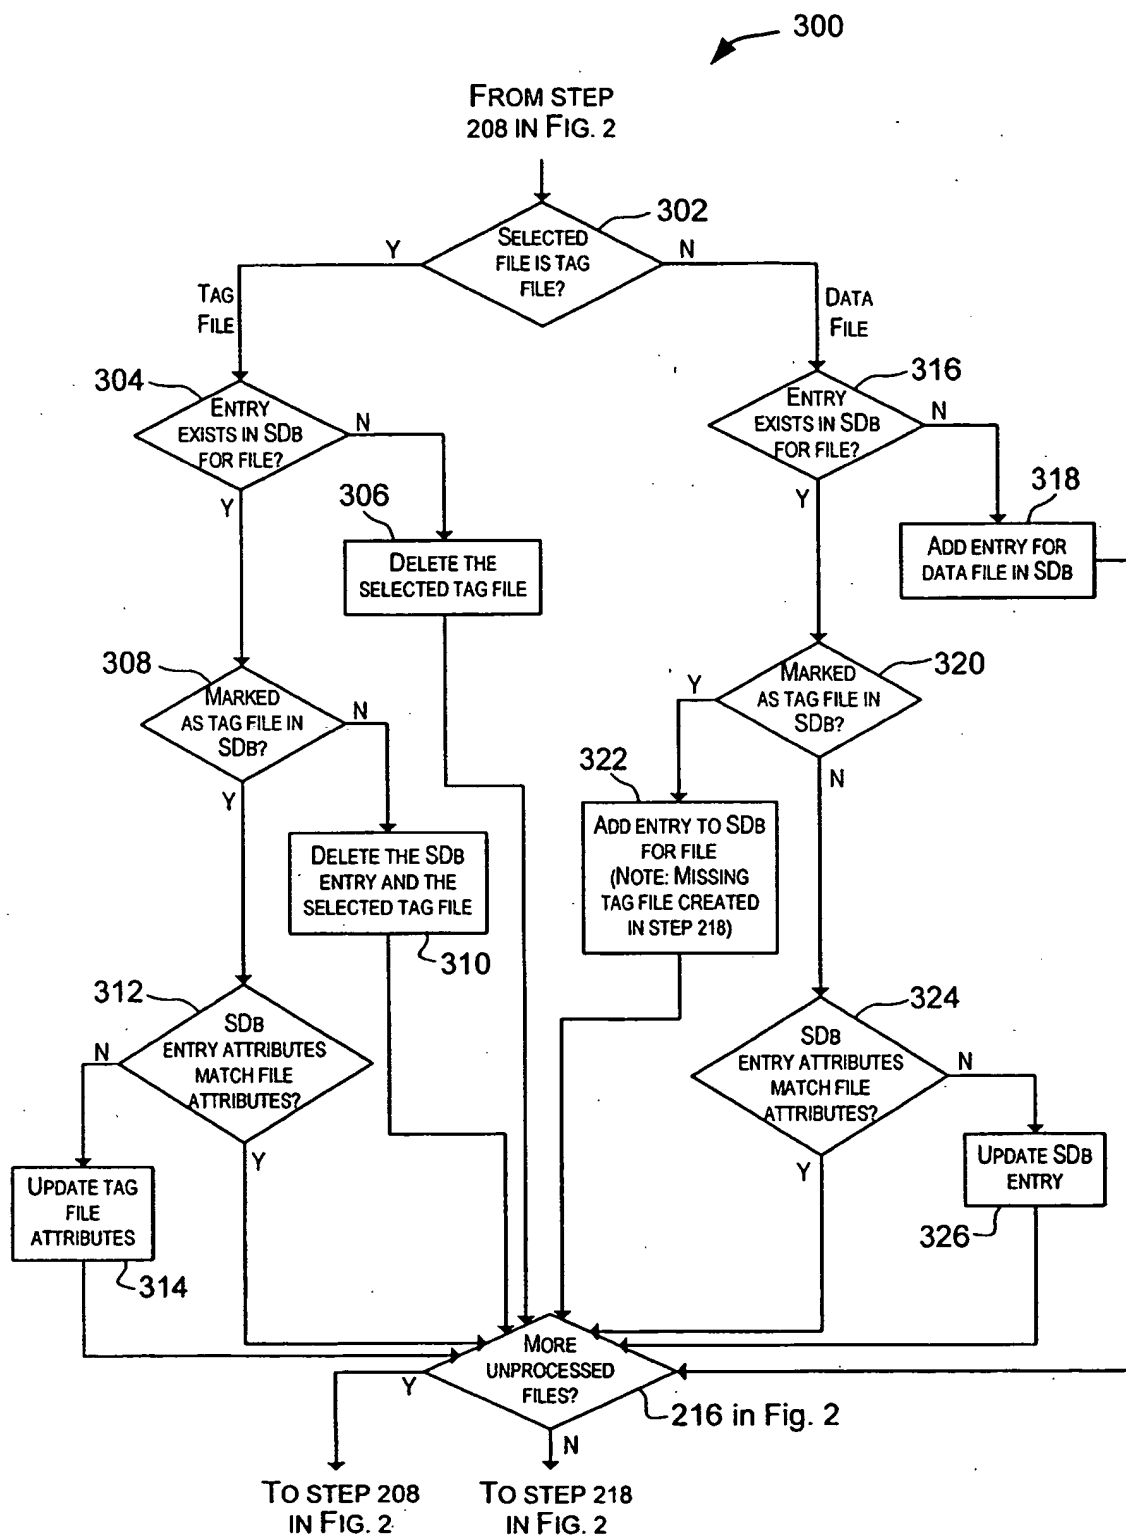 300
FROM STEP
208 IN FIG. 2
302
SELECTED
FILE IS TAG
FILE?
Y
N
TAG
FILE
DATA
FILE
304
ENTRY
EXISTS IN SDB
FOR FILE?
N
Y
316
ENTRY
EXISTS IN SDB
FOR FILE?
N
Y
306
DELETE THE
SELECTED TAG FILE
318
ADD ENTRY FOR
DATA FILE IN SDB
308
MARKED
AS TAG FILE IN
SDB?
N
Y
320
MARKED
AS TAG FILE IN
SDB?
Y
N
310
DELETE THE SDB
ENTRY AND THE
SELECTED TAG FILE
322
ADD ENTRY TO SDB
FOR FILE
(NOTE: MISSING
TAG FILE CREATED
IN STEP 218)
312
SDB
ENTRY ATTRIBUTES
MATCH FILE
ATTRIBUTES?
N
Y
324
SDB
ENTRY ATTRIBUTES
MATCH FILE
ATTRIBUTES?
N
Y
UPDATE TAG
FILE
ATTRIBUTES
314
UPDATE SDB
ENTRY
326
MORE
UNPROCESSED
FILES?
Y
N
216 in Fig. 2
TO STEP 208
IN FIG. 2
TO STEP 218
IN FIG. 2